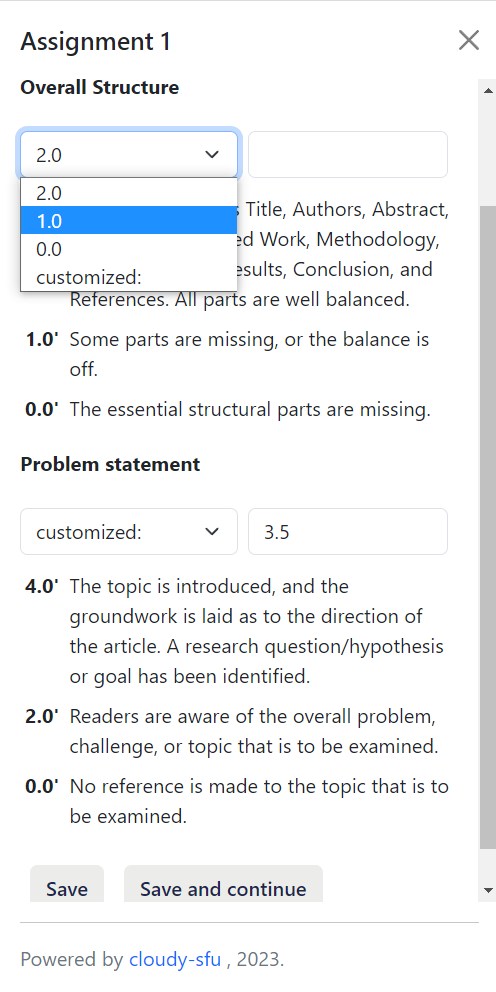 Assignment 1
Overall Structure
2.0
2.0
1.0
0.0
customized:
Title, Authors, Abstract,
Work, Methodology,
Conclusion, and
References. All parts are well balanced.
1.0' Some parts are missing, or the balance is
off.
0.0' The essential structural parts are missing.
Problem statement
customized:
3.5
4.0' The topic is introduced, and the
groundwork is laid as to the direction of
the article. A research question/hypothesis
or goal has been identified.
2.0' Readers are aware of the overall problem,
challenge, or topic that is to be examined.
0.0' No reference is made to the topic that is to
be examined.
Save
Save and continue
Powered by cloudy-sfu , 2023.